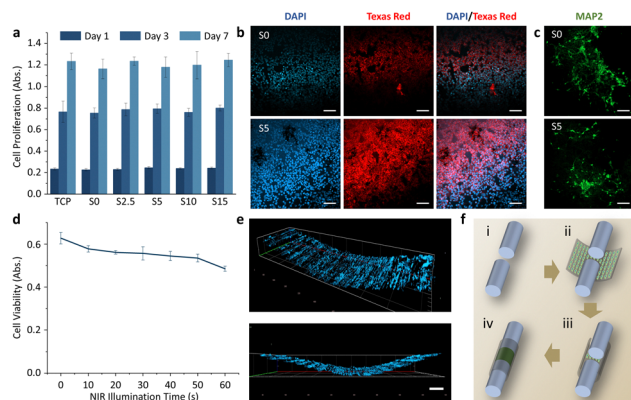 a
Day 1 Day 3 Day 7
Cell Proliferation (Abs.)
1.4
1.2
1.0
0.8
0.6
0.4
0.2
0.0
TCP S0 S2.5 S5 S10 S15
b
DAPI Texas Red DAPI/Texas Red
S0
S5
c
MAP2
S0
S5
d
Cell Viability (Abs.)
0.6
0.4
0.2
0.0
0 10 20 30 40 50 60
NIR Illumination Time (s)
e
f
i
ii
iv
iii